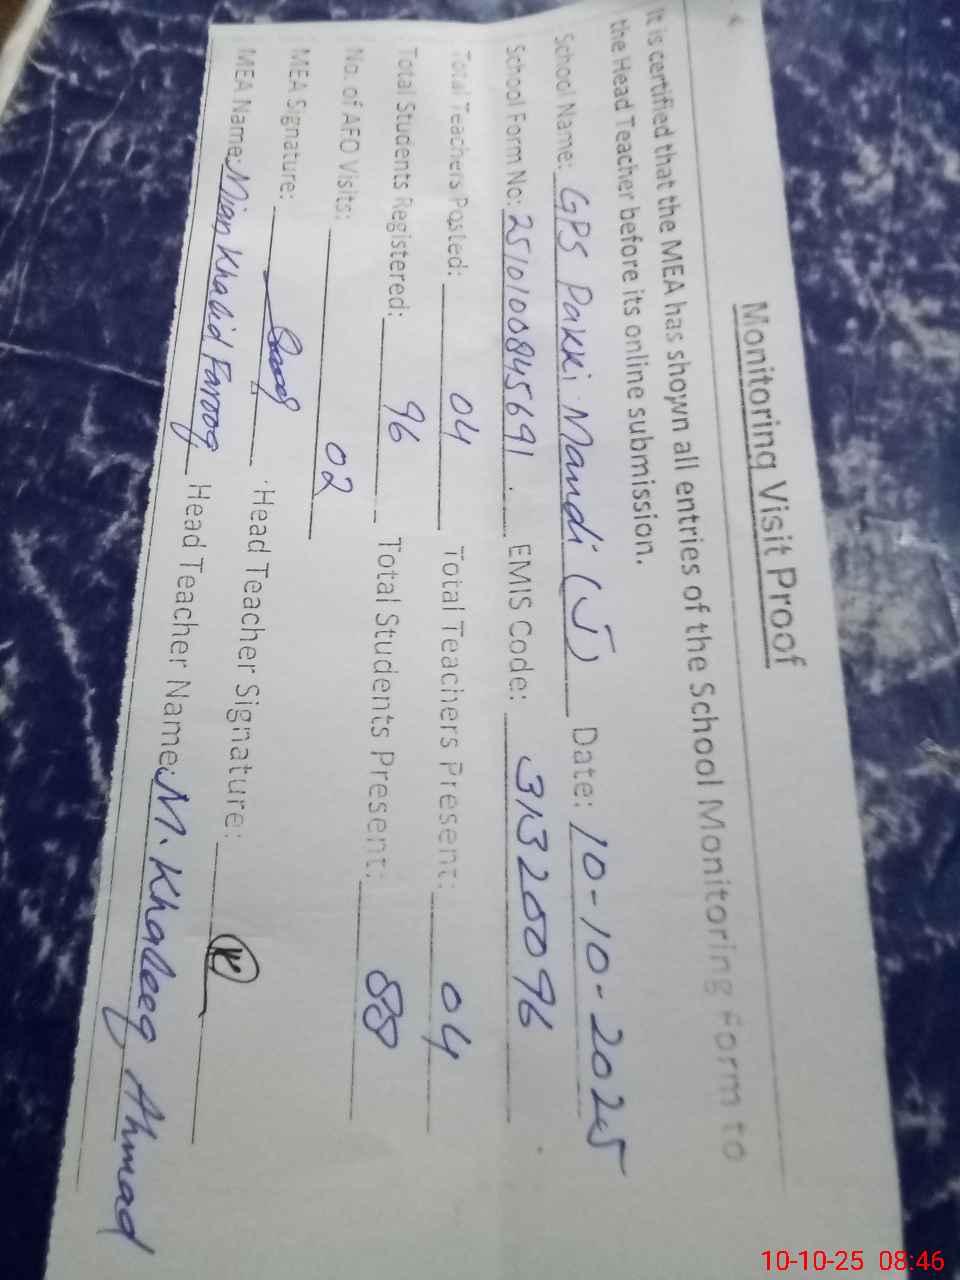 Monitoring Visit Proof
It is certified that the MEA has shown all entries of the School Monitoring Form to
the Head Teacher before its online submission.
School Name: GPS Pakki Mandi (J) Date: 10-10-2025
School Form No: 2510100845691 EMIS Code: 31320096
Total Teachers Posted: 04 Total Teachers Present: 04
Total Students Registered: 96 Total Students Present: 88
No. of AEO Visits: 02
MEA Signature: Head Teacher Signature:
MEA Name: Mian Khalid Farooq Head Teacher Name: M. Khaleeq Ahmad
10-10-25 08:46